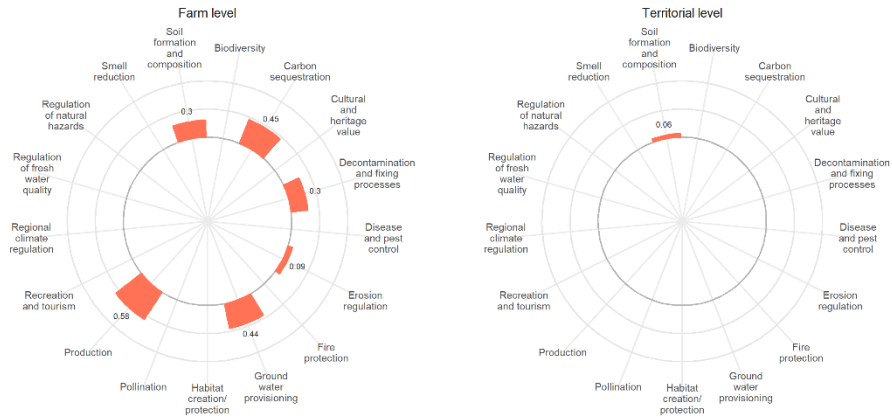 Farm level
Soil
formation
and
composition
Biodiversity
Carbon
sequestration
Cultural
and
heritage
value
Decontamination
and fixing
processes
Disease
and pest
control
Erosion
regulation
Fire
protection
Ground
water
provisioning
Habitat
creation/
protection
Pollination
Production
Recreation
and tourism
Regional
climate
regulation
Regulation
of fresh
water
quality
Regulation
of natural
hazards
Smell
reduction
0.3
0.45
0.3
0.09
0.44
0.58
Territorial level
Soil
formation
and
composition
Biodiversity
Carbon
sequestration
Cultural
and
heritage
value
Decontamination
and fixing
processes
Disease
and pest
control
Erosion
regulation
Fire
protection
Ground
water
provisioning
Habitat
creation/
protection
Pollination
Production
Recreation
and tourism
Regional
climate
regulation
Regulation
of fresh
water
quality
Regulation
of natural
hazards
Smell
reduction
0.06